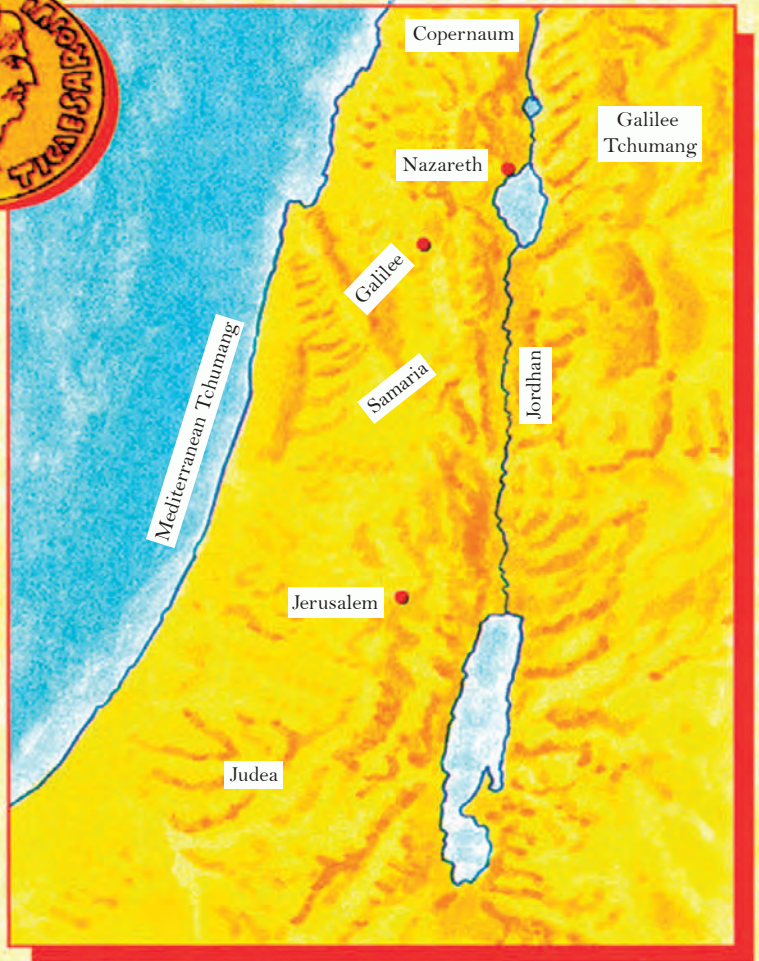 Copernaum
Galilee
Tchumang
Nazareth
Galilee
Samaria
Jordhan
Mediterranean Tchumang
Jerusalem
Judea